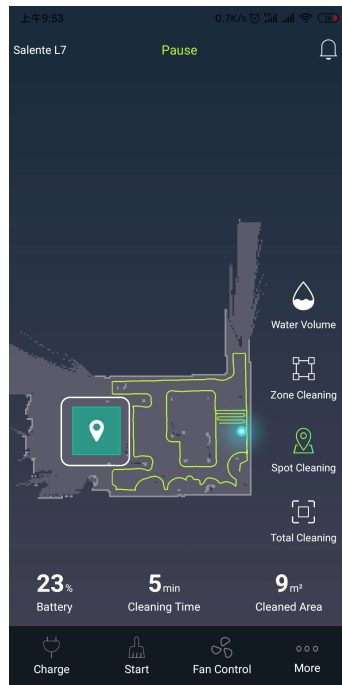 上午9:53
0.7K/s
Salente L7
Pause
Water Volume
Zone Cleaning
Spot Cleaning
Total Cleaning
23% 5min 9m²
Battery Cleaning Time Cleaned Area
Charge Start Fan Control More